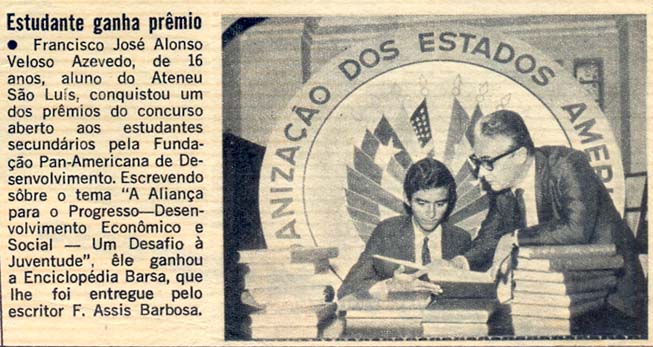 Estudante ganha prêmio
● Francisco José Alonso
Veloso Azevedo, de 16
anos, aluno do Ateneu
São Luís, conquistou um
dos prêmios do concurso
aberto aos estudantes
secundários pela Funda-
ção Pan-Americana de De-
senvolvimento. Escrevendo
sôbre o tema "A Aliança
para o Progresso—Desen-
volvimento Econômico e
Social — Um Desafio à
Juventude", êle ganhou
a Enciclopédia Barsa, que
lhe foi entregue pelo
escritor F. Assis Barbosa.
ANIZAÇÃO DOS ESTADOS AMERI